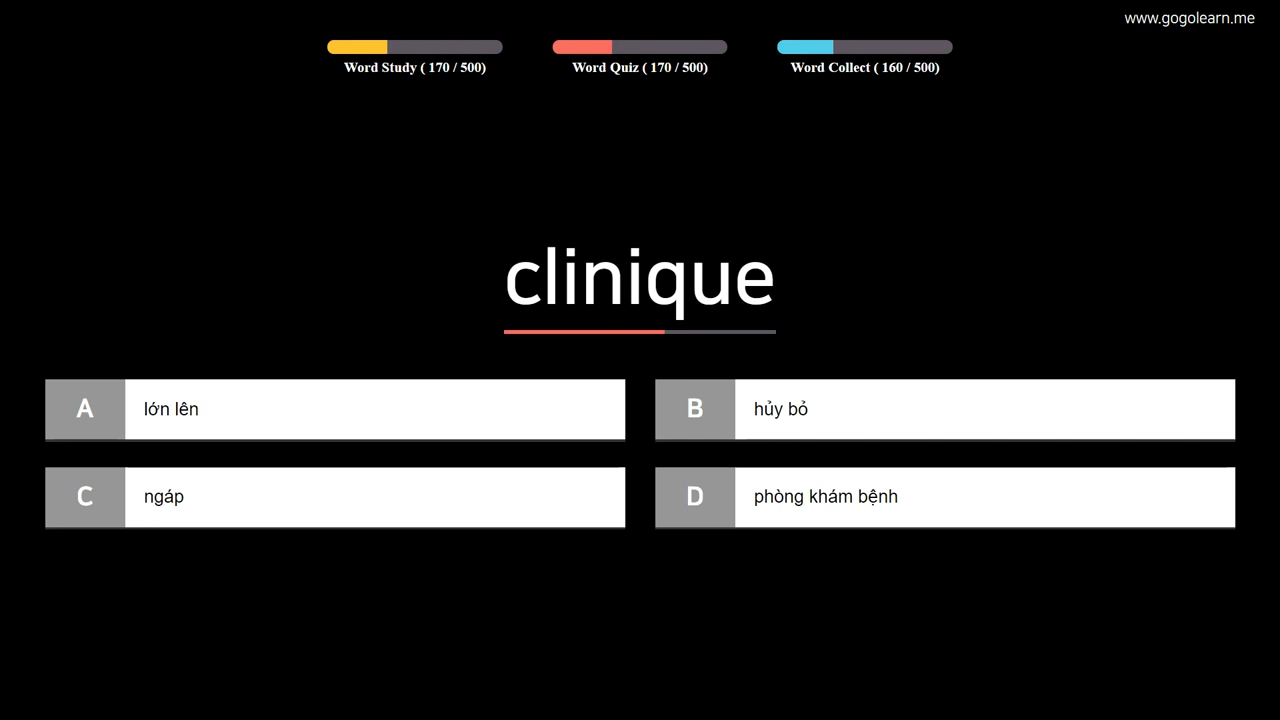 www.gogolearn.me
Word Study ( 170 / 500)
Word Quiz ( 170 / 500)
Word Collect ( 160 / 500)
clinique
A lớn lên
B hủy bỏ
C ngáp
D phòng khám bệnh